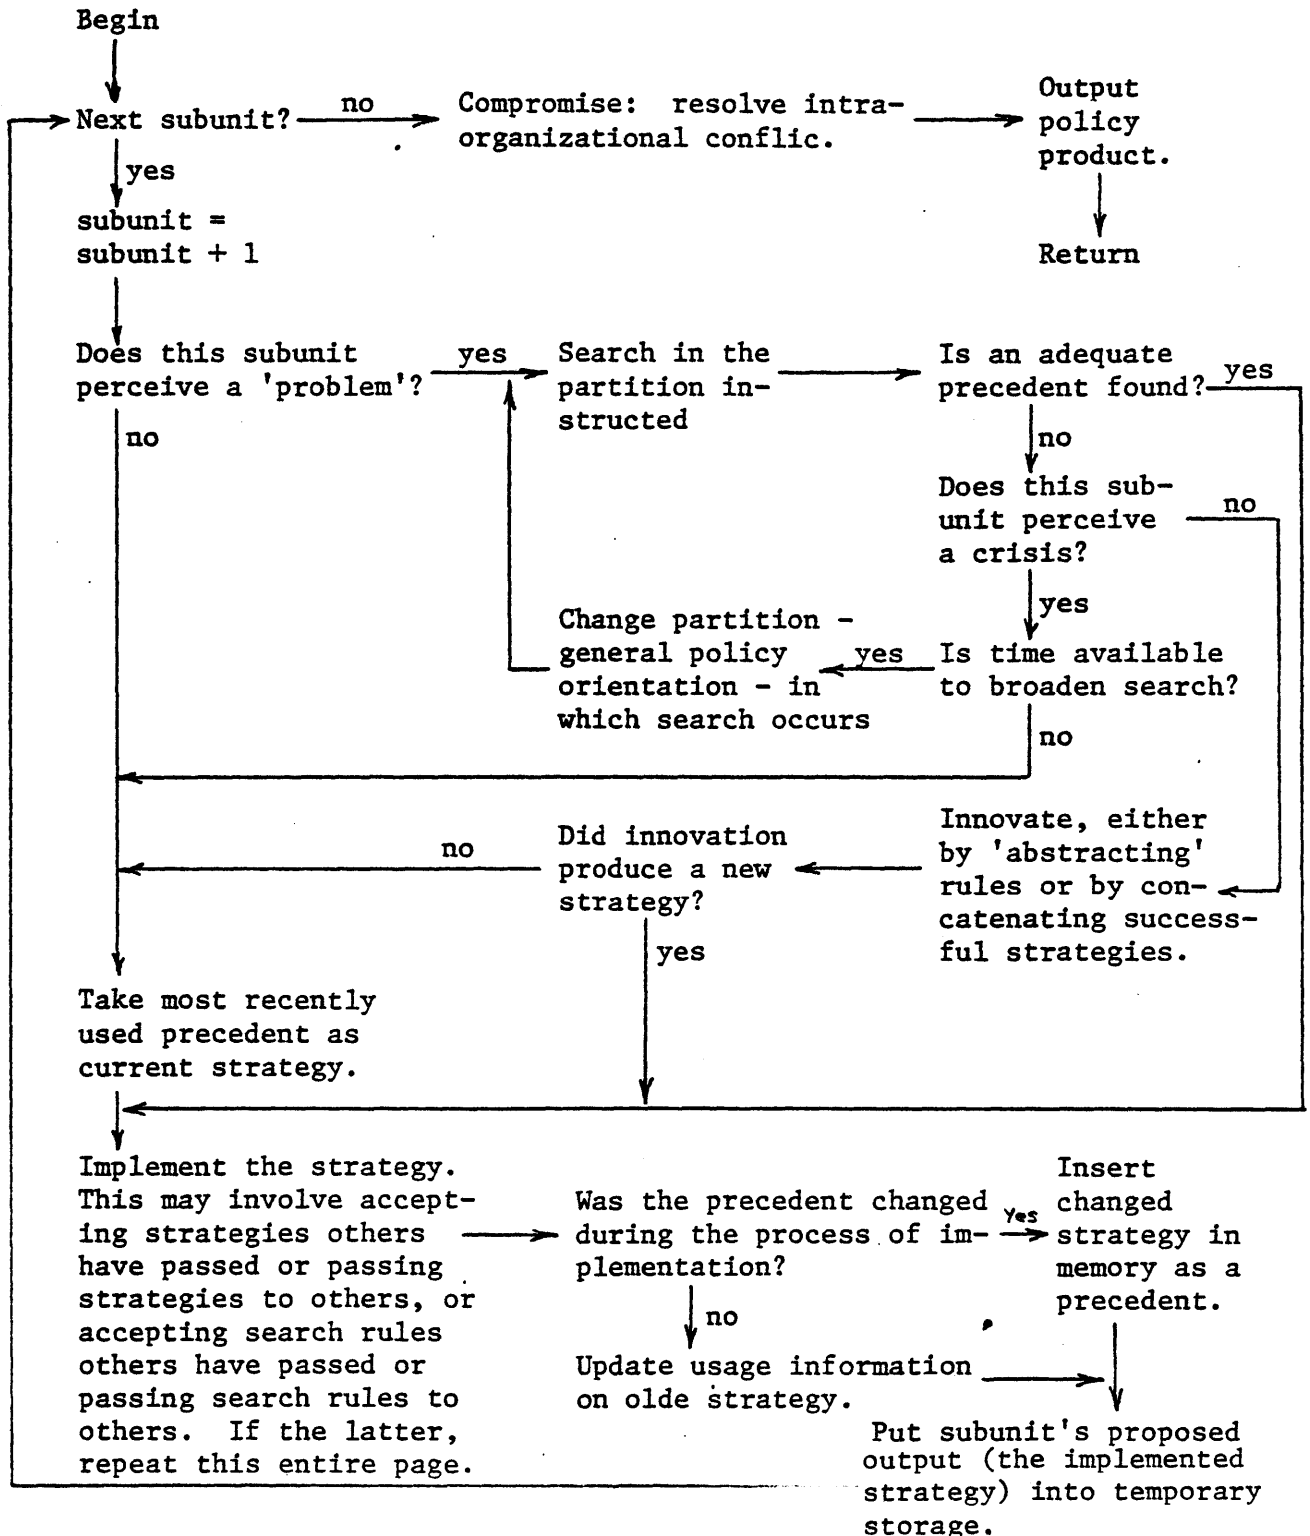 Begin
Next subunit?
no
Compromise: resolve intra-
organizational conflic.
Output
policy
product.
yes
subunit =
subunit + 1
Return
Does this subunit
perceive a 'problem'?
yes
Search in the
partition in-
structed
Is an adequate
precedent found?
yes
no
no
Does this sub-
unit perceive
a crisis?
no
yes
Change partition -
general policy
orientation - in
which search occurs
yes
Is time available
to broaden search?
no
Innovate, either
by 'abstracting'
rules or by con-
catenating success-
ful strategies.
Did innovation
produce a new
strategy?
no
yes
Take most recently
used precedent as
current strategy.
Implement the strategy.
This may involve accept-
ing strategies others
have passed or passing
strategies to others, or
accepting search rules
others have passed or
passing search rules to
others. If the latter,
repeat this entire page.
Was the precedent changed
during the process of im-
plementation?
Yes
Insert
changed
strategy in
memory as a
precedent.
no
Update usage information
on olde strategy.
Put subunit's proposed
output (the implemented
strategy) into temporary
storage.